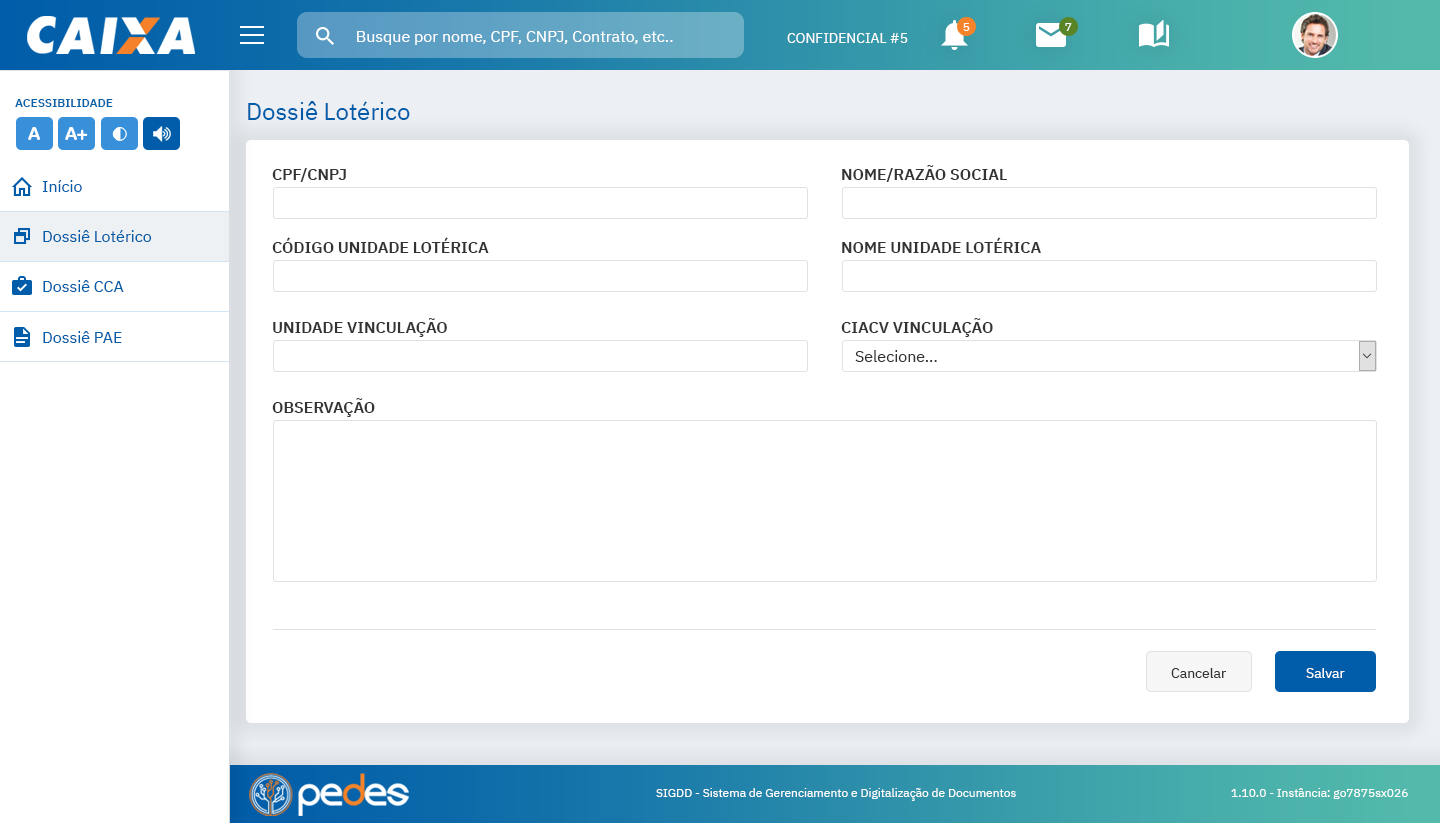 CAIXA
Busque por nome, CPF, CNPJ, Contrato, etc..
CONFIDENCIAL #5
5
7
ACESSIBILIDADE
A
A+
Início
Dossiê Lotérico
Dossiê CCA
Dossiê PAE
Dossiê Lotérico
CPF/CNPJ
NOME/RAZÃO SOCIAL
CÓDIGO UNIDADE LOTÉRICA
NOME UNIDADE LOTÉRICA
UNIDADE VINCULAÇÃO
CIACV VINCULAÇÃO
Selecione...
OBSERVAÇÃO
Cancelar
Salvar
pedes
SIGDD - Sistema de Gerenciamento e Digitalização de Documentos
1.10.0 - Instância: go7875sx026